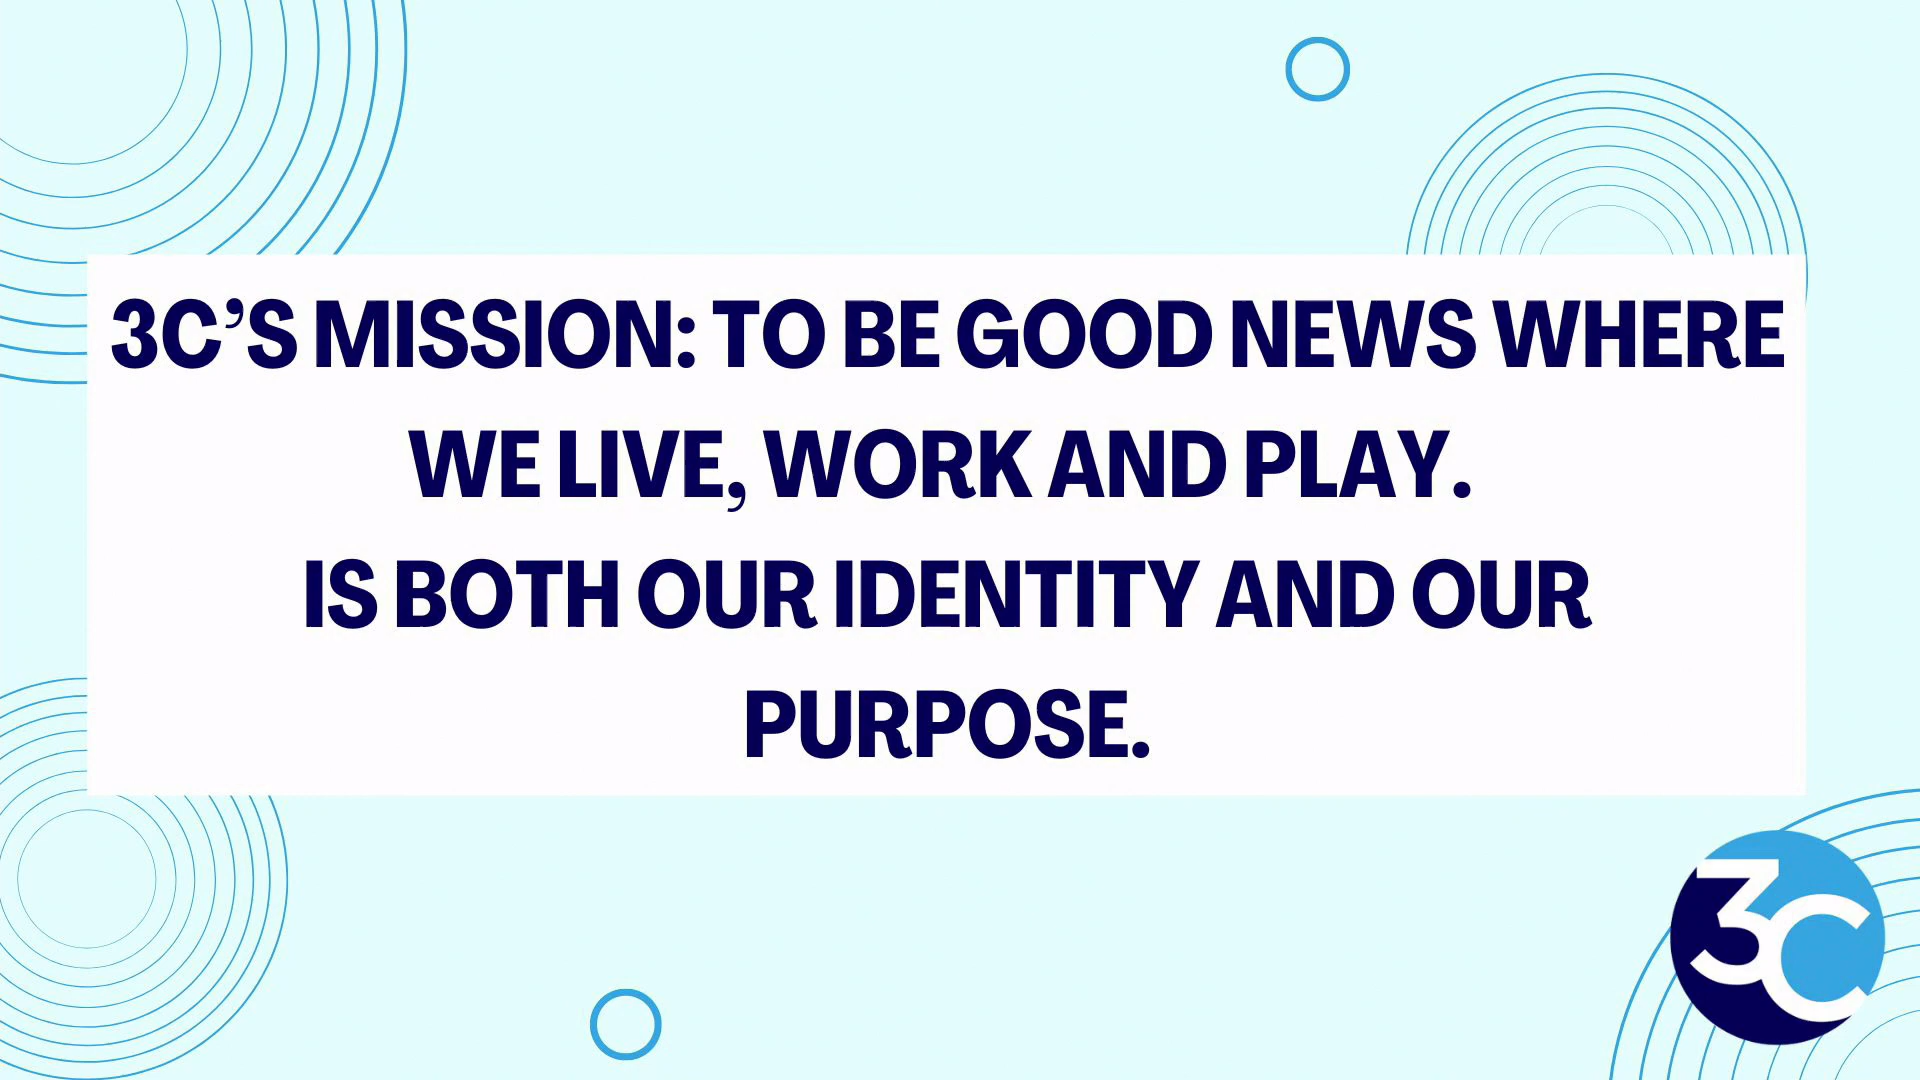 3C’S MISSION: TO BE GOOD NEWS WHERE
WE LIVE, WORK AND PLAY.
IS BOTH OUR IDENTITY AND OUR
PURPOSE.
3C